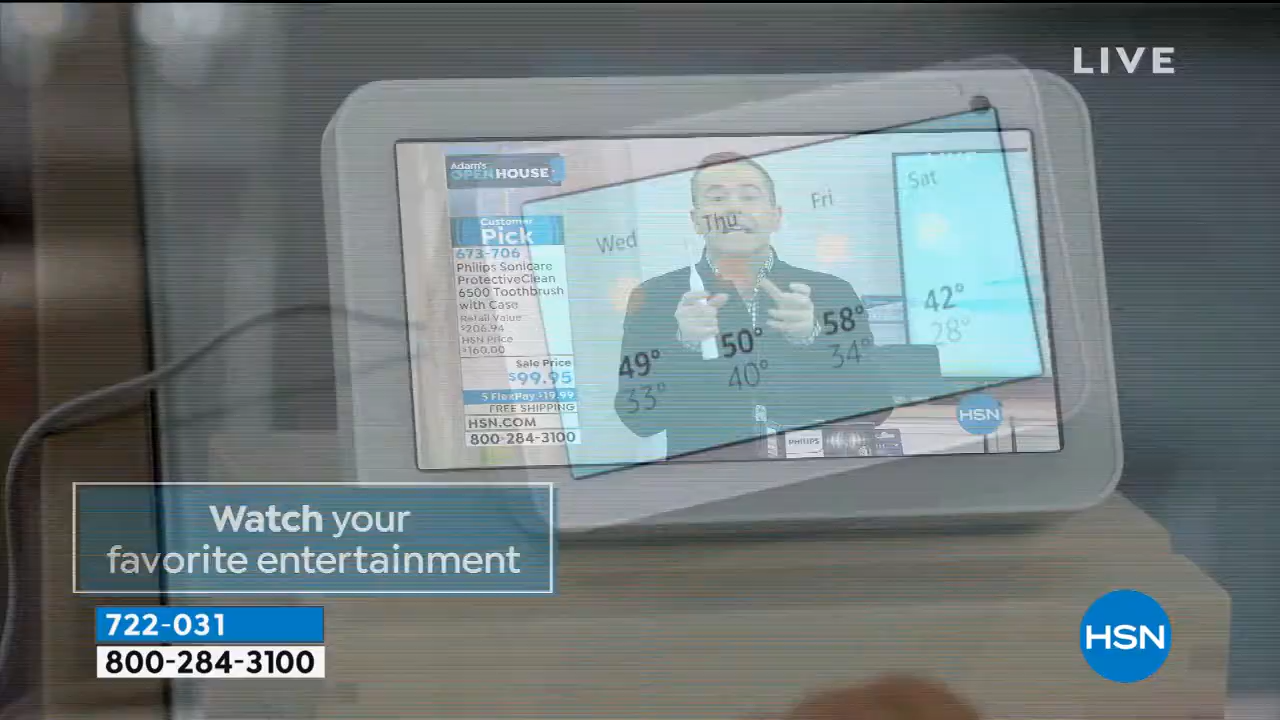 LIVE
Adam's
OPEN HOUSE
Customer
Pick
673-706
Philips Sonicare
ProtectiveClean
6500 Toothbrush
with Case
Retail Value
$206.94
HSN Price
$160.00
Sale Price
$99.95
5 FlexPay $19.99
FREE SHIPPING
HSN.COM
800-284-3100
Wed
Thu
Fri
Sat
49°
50°
58°
42°
33°
40°
34°
28°
HSN
PHILIPS
Watch your
favorite entertainment
722-031
800-284-3100
HSN